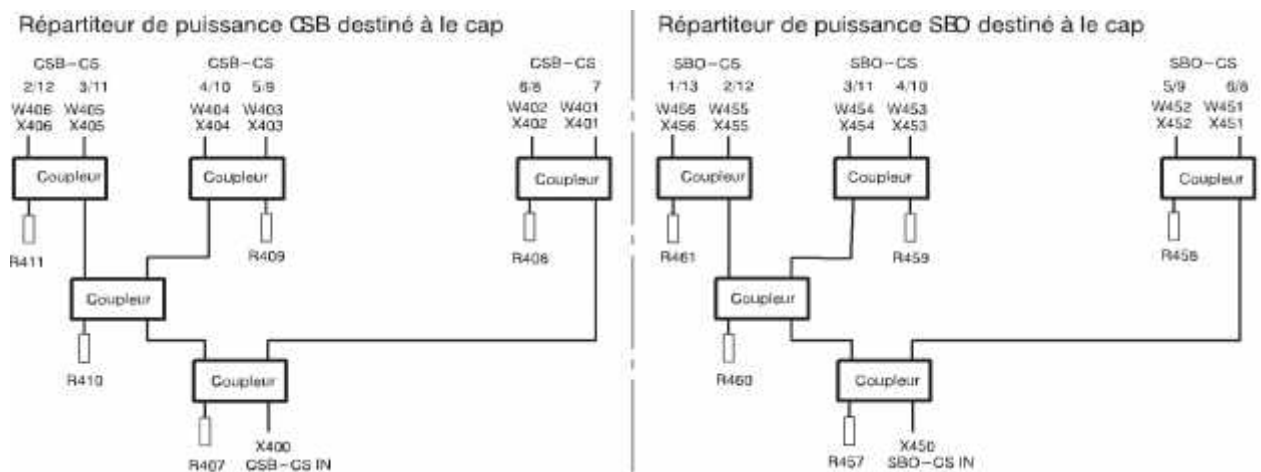 Répartiteur de puissance CSB destiné à le cap
CSB-CS CSB-CS CSB-CS
2/12 3/11 4/10 5/9 6/8 7
W406 W405 W404 W403 W402 W401
X406 X405 X404 X403 X402 X401
Coupleur Coupleur Coupleur
R411 R409 R408
Coupleur
R410
Coupleur
R407
X400
CSB-CS IN
Répartiteur de puissance SBO destiné à le cap
SBO-CS SBO-CS SBO-CS
1/13 2/12 3/11 4/10 5/9 6/8
W456 W455 W454 W453 W452 W451
X456 X455 X454 X453 X452 X451
Coupleur Coupleur Coupleur
R461 R459 R458
Coupleur
R460
Coupleur
R457
X450
SBO-CS IN